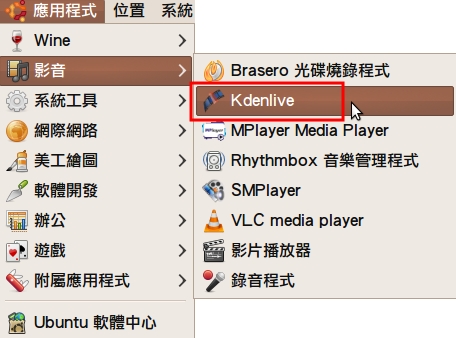 應用程式 位置 系統
Wine
影音
系統工具
網際網路
美工繪圖
軟體開發
辦公
遊戲
附屬應用程式
Ubuntu 軟體中心
Brasero 光碟燒錄程式
Kdenlive
MPlayer Media Player
Rhythmbox 音樂管理程式
SMPlayer
VLC media player
影片播放器
錄音程式